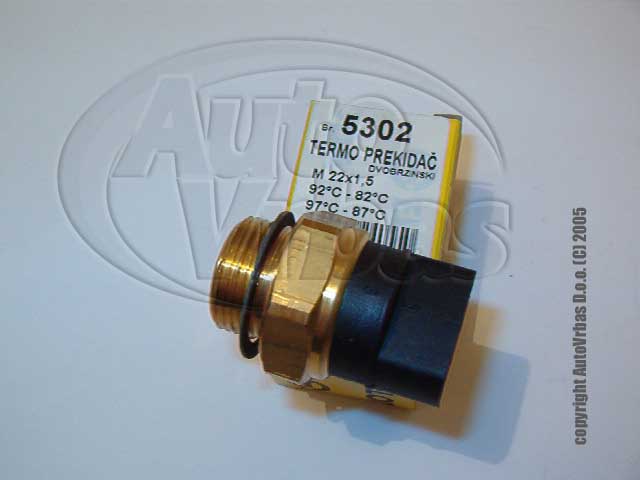 Auto
Vrbas
Br. 5302
TERMO PREKIDAČ
DVOBRZINSKI
M 22x1,5
92°C - 82°C
97°C - 87°C
copyright AutoVrbas D.o.o. (C) 2005